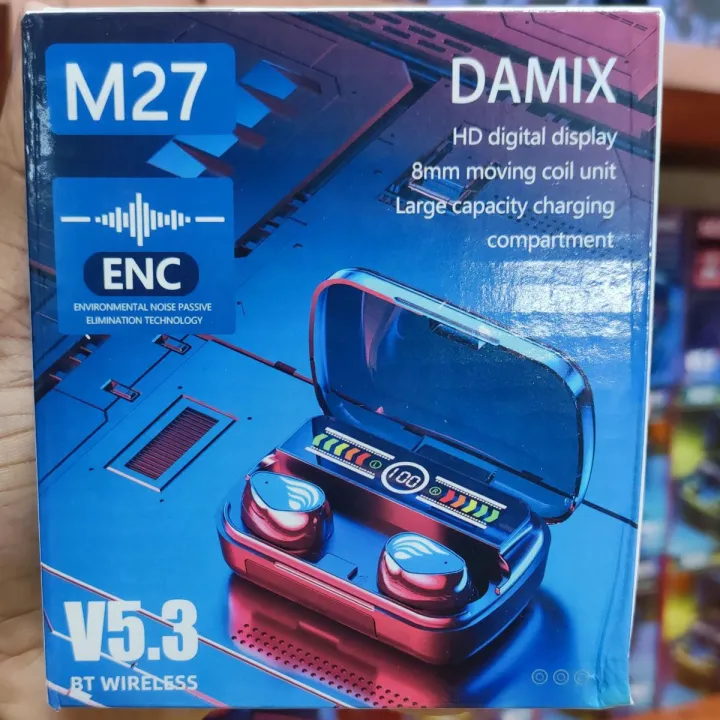 M27
DAMIX
HD digital display
8mm moving coil unit
Large capacity charging
compartment
ENC
ENVIRONMENTAL NOISE PASSIVE
ELIMINATION TECHNOLOGY
100
V5.3
BT WIRELESS